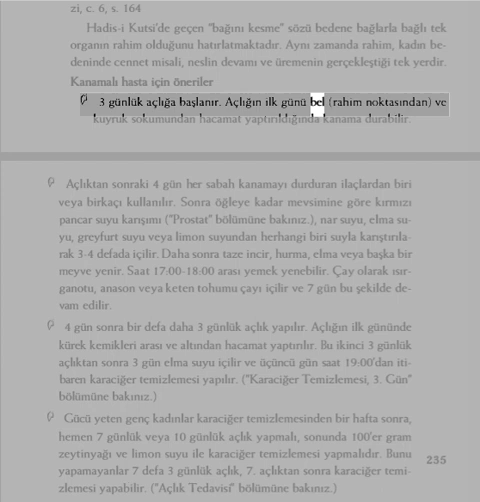 zi, c. 6, s. 164
Hadis-i Kutsi'de geçen "bağını kesme" sözü bedene bağlarla bağlı tek
organın rahim olduğunu hatırlatmaktadır. Aynı zamanda rahim, kadın be-
deninde cennet misali, neslin devamı ve üremenin gerçekleştiği tek yerdir.
Kanamalı hasta için öneriler
3 günlük açlığa başlanır. Açlığın ilk günü bel (rahim noktasından) ve
kuyruk sokumundan hacamat yaptırıldığında kanama durabilir.
Açlıktan sonraki 4 gün her sabah kanamayı durduran ilaçlardan biri
veya birkaçı kullanılır. Sonra öğleye kadar mevsimine göre kırmızı
pancar suyu karışımı ("Prostat" bölümüne bakınız.), nar suyu, elma su-
yu, greyfurt suyu veya limon suyundan herhangi biri suyla karıştırıla-
rak 3-4 defada içilir. Daha sonra taze incir, hurma, elma veya başka bir
meyve yenir. Saat 17:00-18:00 arası yemek yenebilir. Çay olarak ısır-
ganotu, anason veya keten tohumu çayı içilir ve 7 gün bu şekilde de-
vam edilir.
4 gün sonra bir defa daha 3 günlük açlık yapılır. Açlığın ilk gününde
kürek kemikleri arası ve altından hacamat yaptırılır. Bu ikinci 3 günlük
açlıktan sonra 3 gün elma suyu içilir ve üçüncü gün saat 19:00'dan iti-
baren karaciğer temizlemesi yapılır. ("Karaciğer Temizlemesi, 3. Gün"
bölümüne bakınız.)
Gücü yeten genç kadınlar karaciğer temizlemesinden bir hafta sonra,
hemen 7 günlük veya 10 günlük açlık yapmalı, sonunda 100'er gram
zeytinyağı ve limon suyu ile karaciğer temizlemesi yapmalıdır. Bunu
yapamayanlar 7 defa 3 günlük açlık, 7. açlıktan sonra karaciğer temi-
zlemesi yapabilir. ("Açlık Tedavisi" bölümüne bakınız.)
235